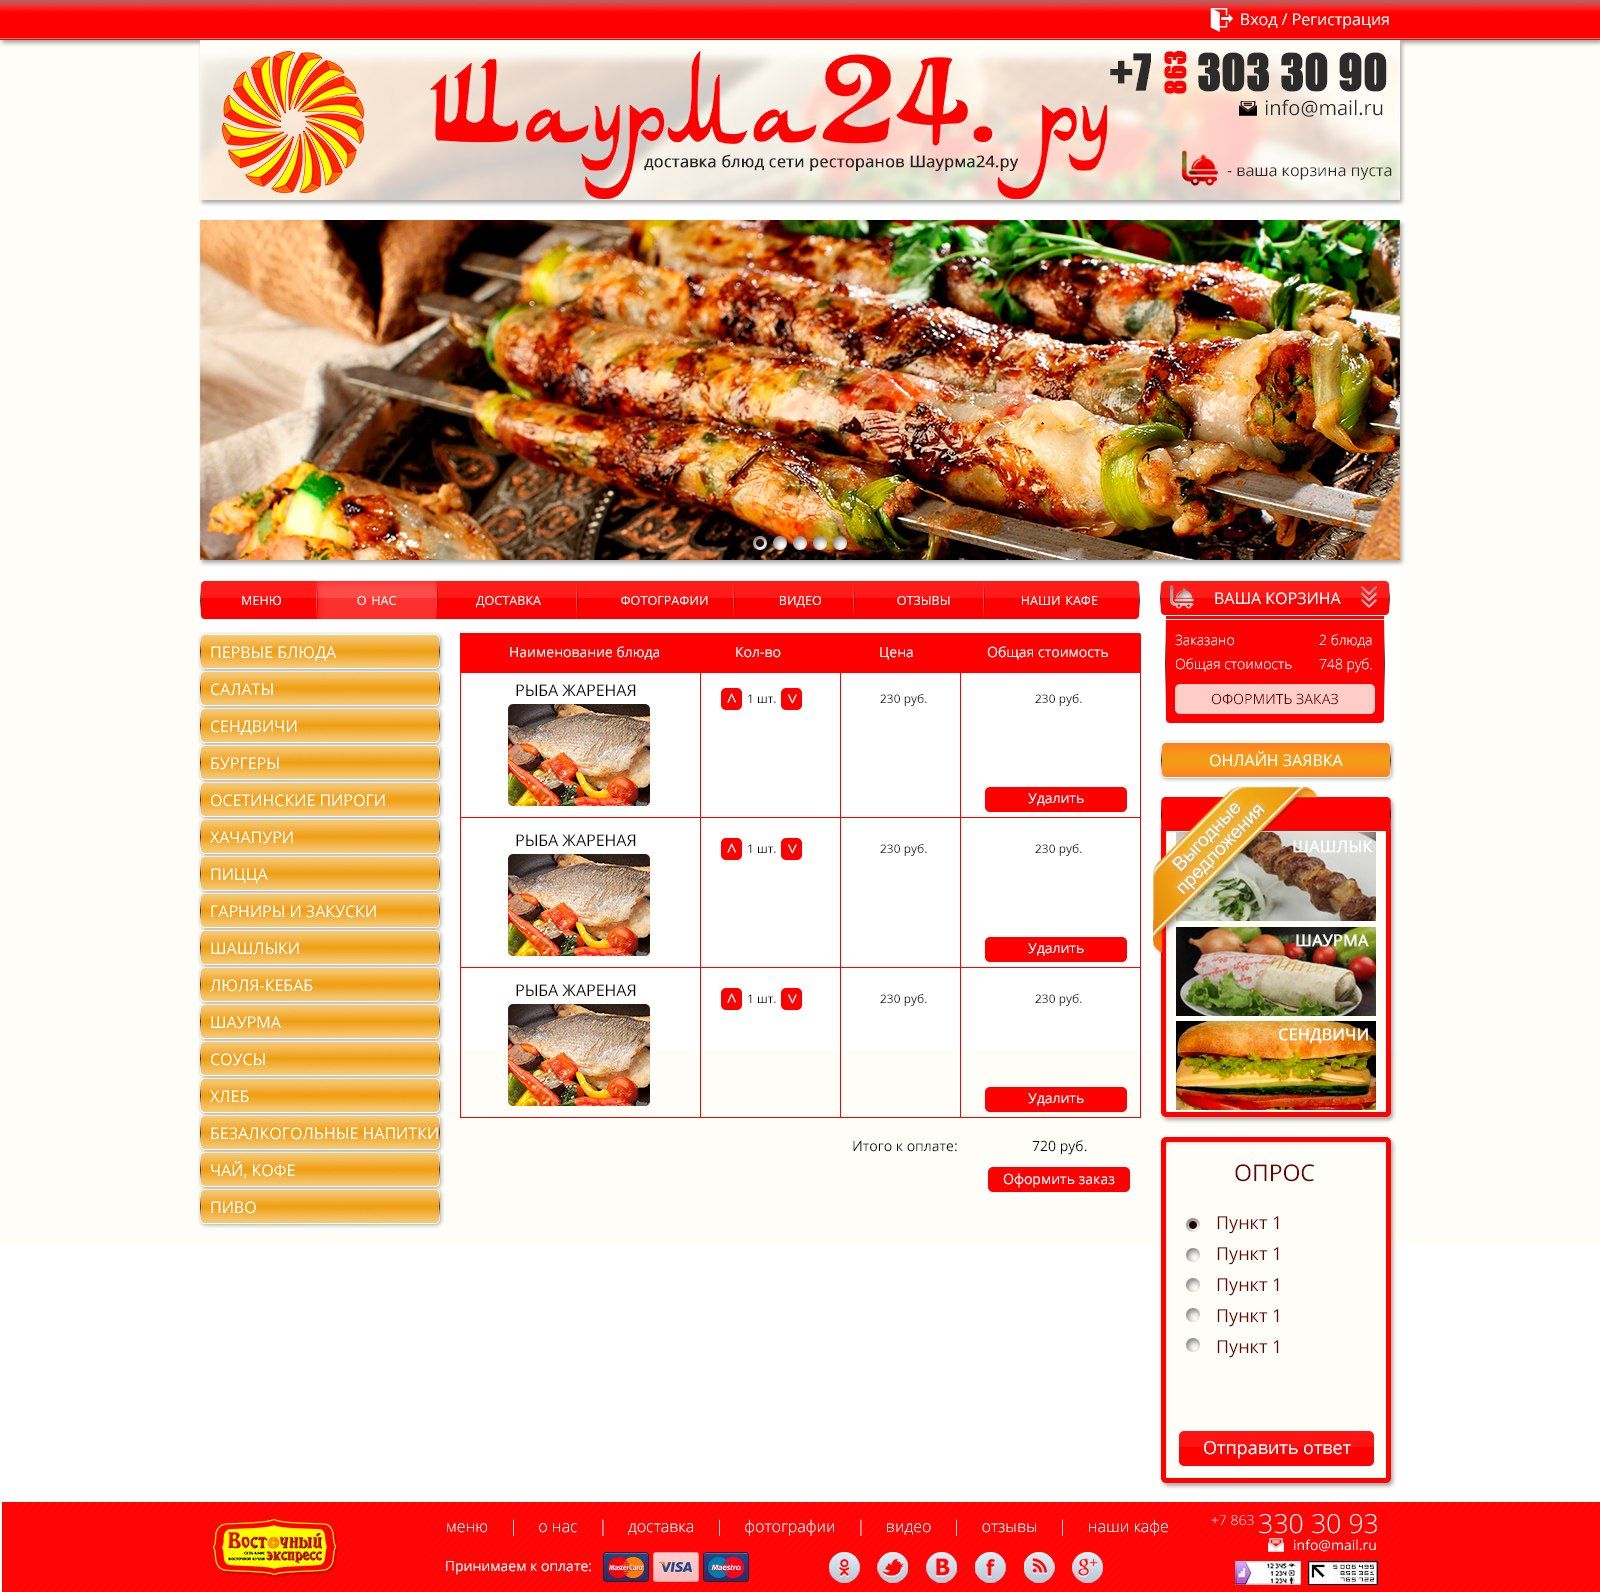 Вход / Регистрация
Шаурма24.ру
доставка блюд сети ресторанов Шаурма24.ру
+7 863 303 30 90
info@mail.ru
- ваша корзина пуста
МЕНЮ
О НАС
ДОСТАВКА
ФОТОГРАФИИ
ВИДЕО
ОТЗЫВЫ
НАШИ КАФЕ
ПЕРВЫЕ БЛЮДА
САЛАТЫ
СЕНДВИЧИ
БУРГЕРЫ
ОСЕТИНСКИЕ ПИРОГИ
ХАЧАПУРИ
ПИЦЦА
ГАРНИРЫ И ЗАКУСКИ
ШАШЛЫКИ
ЛЮЛЯ-КЕБАБ
ШАУРМА
СОУСЫ
ХЛЕБ
БЕЗАЛКОГОЛЬНЫЕ НАПИТКИ
ЧАЙ, КОФЕ
ПИВО
Наименование блюда Кол-во Цена Общая стоимость
РЫБА ЖАРЕНАЯ
1 шт. 230 руб. 230 руб.
Удалить
РЫБА ЖАРЕНАЯ
1 шт. 230 руб. 230 руб.
Удалить
РЫБА ЖАРЕНАЯ
1 шт. 230 руб. 230 руб.
Удалить
Итого к оплате: 720 руб.
Оформить заказ
ВАША КОРЗИНА
Заказано 2 блюда
Общая стоимость 748 руб.
ОФОРМИТЬ ЗАКАЗ
ОНЛАЙН ЗАЯВКА
Выгодные
предложения
ШАШЛЫК
ШАУРМА
СЕНДВИЧИ
ОПРОС
Пункт 1
Пункт 1
Пункт 1
Пункт 1
Пункт 1
Отправить ответ
Восточный
экспресс
меню | о нас | доставка | фотографии | видео | отзывы | наши кафе
Принимаем к оплате:
MasterCard
VISA
Maestro
+7 863 330 30 93
info@mail.ru